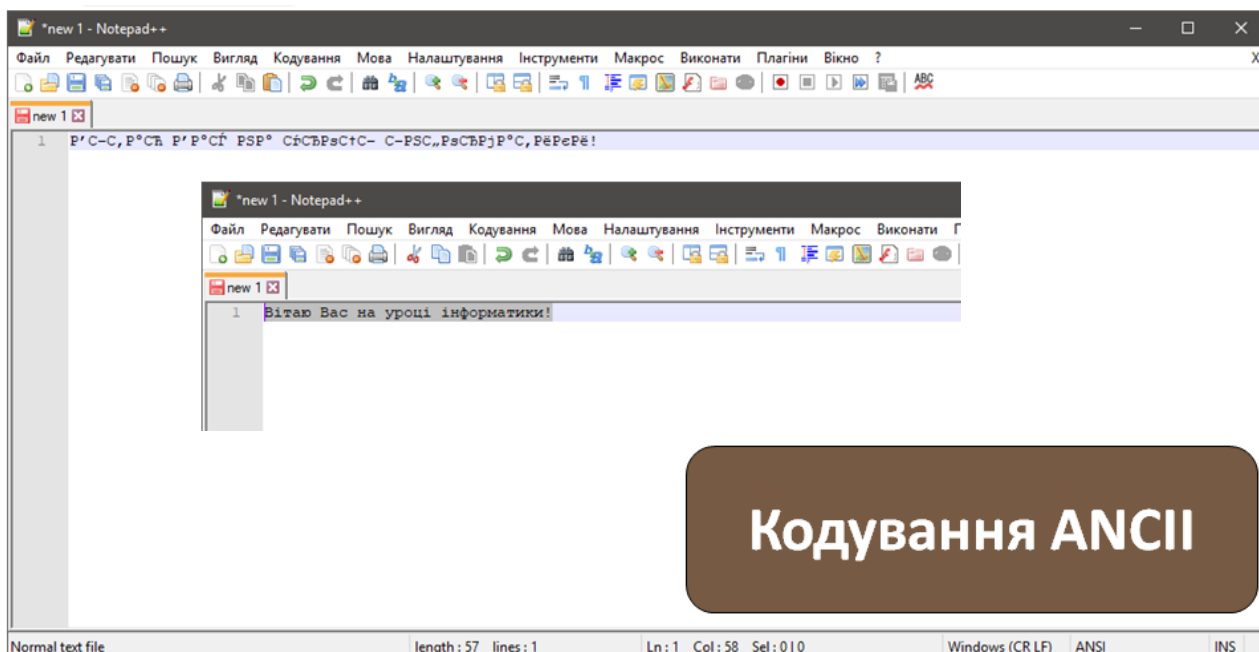 *new 1 - Notepad++
Файл Редагувати Пошук Вигляд Кодування Мова Налаштування Інструменти Макрос Виконати Плагіни Вікно ? X
new 1
1 Р’С–С‚Р°СЋ Р’Р°СЃ РЅР° СѓСЂРѕС†С– С–РЅС„РѕСЂРјР°С‚РёРєРё!
*new 1 - Notepad++
Файл Редагувати Пошук Вигляд Кодування Мова Налаштування Інструменти Макрос Виконати
new 1
1 Вітаю Вас на уроці інформатики!
Кодування ANCII
Normal text file length : 57 lines : 1 Ln : 1 Col : 58 Sel : 0 | 0 Windows (CR LF) ANSI INS